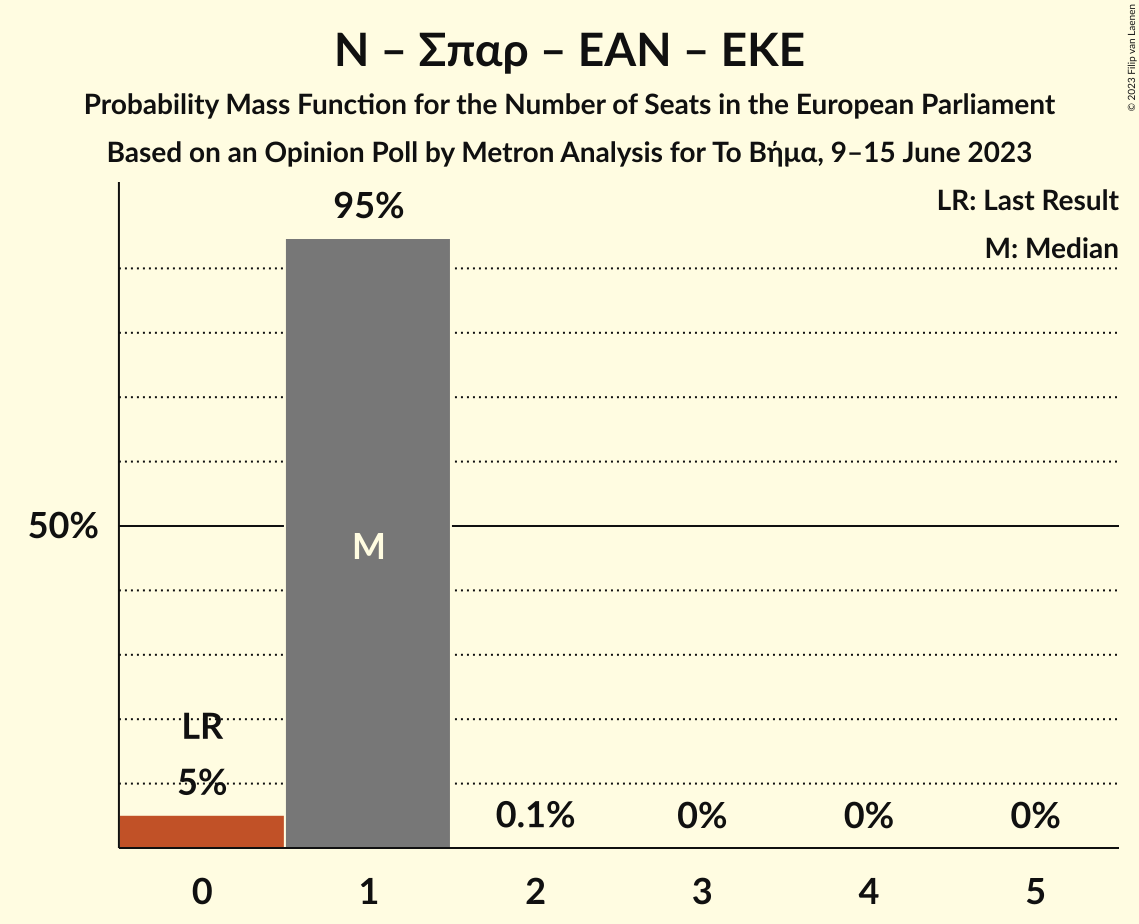 Ν – Σπαρ – ΕΑΝ – ΕΚΕ
Probability Mass Function for the Number of Seats in the European Parliament
Based on an Opinion Poll by Metron Analysis for Το Βήμα, 9–15 June 2023
© 2023 Filip van Laenen
LR: Last Result
M: Median
95%
50%
M
LR
5%
0.1%
0%
0%
0%
0
1
2
3
4
5